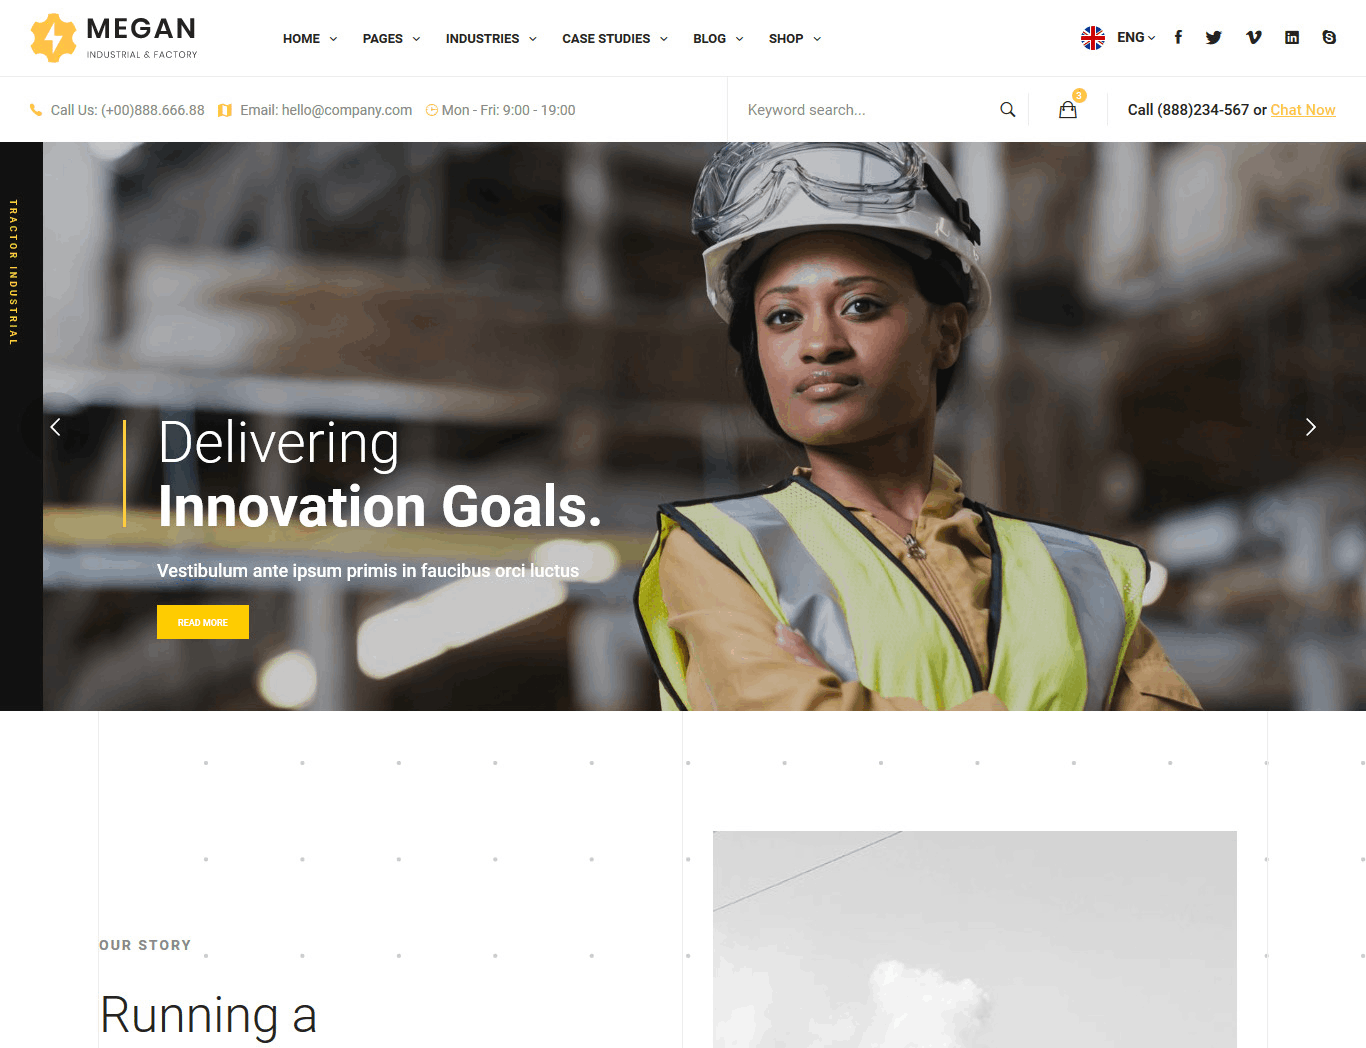 MEGAN
INDUSTRIAL & FACTORY
HOME PAGES INDUSTRIES CASE STUDIES BLOG SHOP
ENG
Call Us: (+00)888.666.88 Email: hello@company.com Mon - Fri: 9:00 - 19:00
Keyword search...
3
Call (888)234-567 or Chat Now
TRACTOR INDUSTRIAL
Delivering
Innovation Goals.
Vestibulum ante ipsum primis in faucibus orci luctus
READ MORE
OUR STORY
Running a